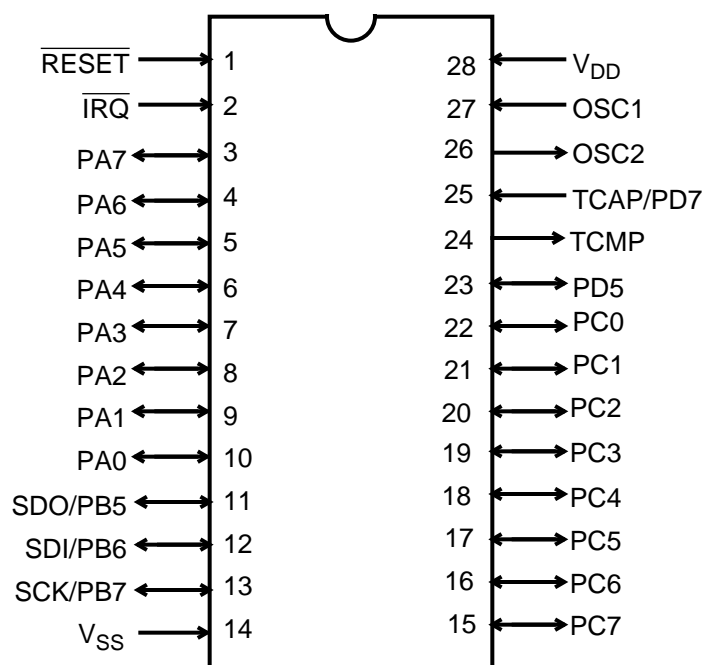 RESET 1 28 VDD
IRQ 2 27 OSC1
PA7 3 26 OSC2
PA6 4 25 TCAP/PD7
PA5 5 24 TCMP
PA4 6 23 PD5
PA3 7 22 PC0
PA2 8 21 PC1
PA1 9 20 PC2
PA0 10 19 PC3
SDO/PB5 11 18 PC4
SDI/PB6 12 17 PC5
SCK/PB7 13 16 PC6
VSS 14 15 PC7